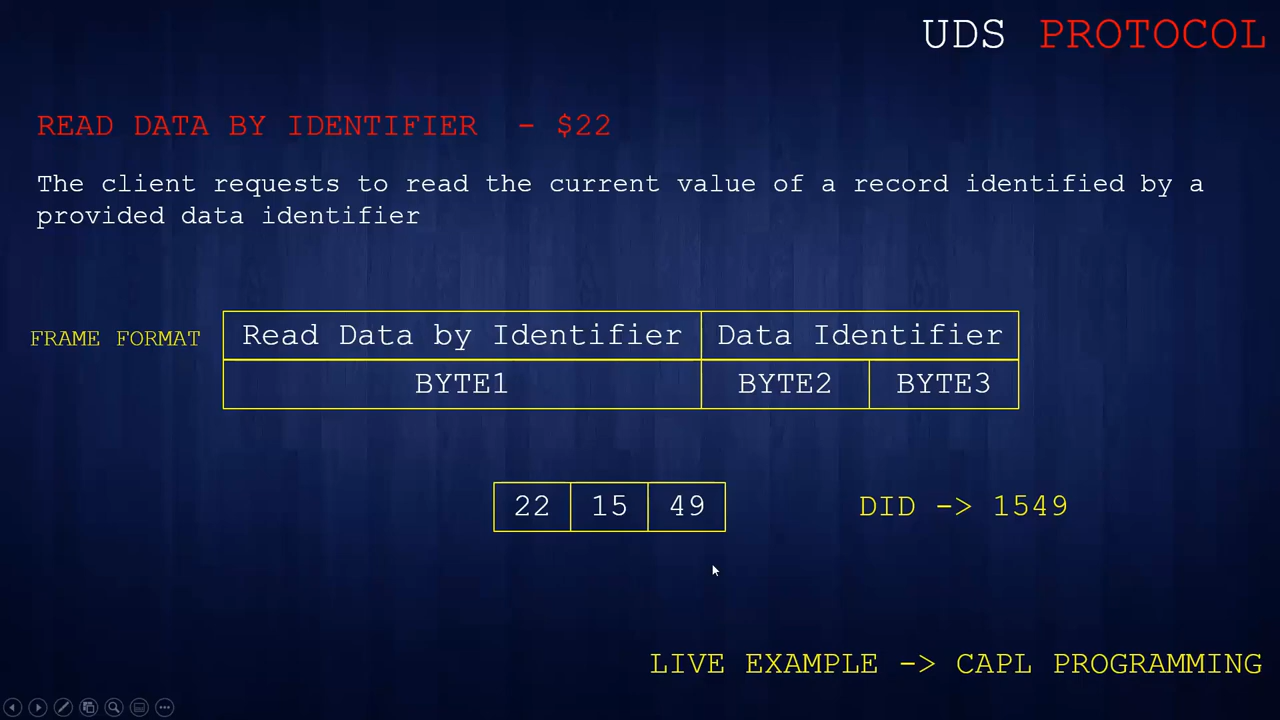 UDS PROTOCOL
READ DATA BY IDENTIFIER - $22
The client requests to read the current value of a record identified by a
provided data identifier
FRAME FORMAT
Read Data by Identifier Data Identifier
BYTE1 BYTE2 BYTE3
22 15 49 DID -> 1549
LIVE EXAMPLE -> CAPL PROGRAMMING